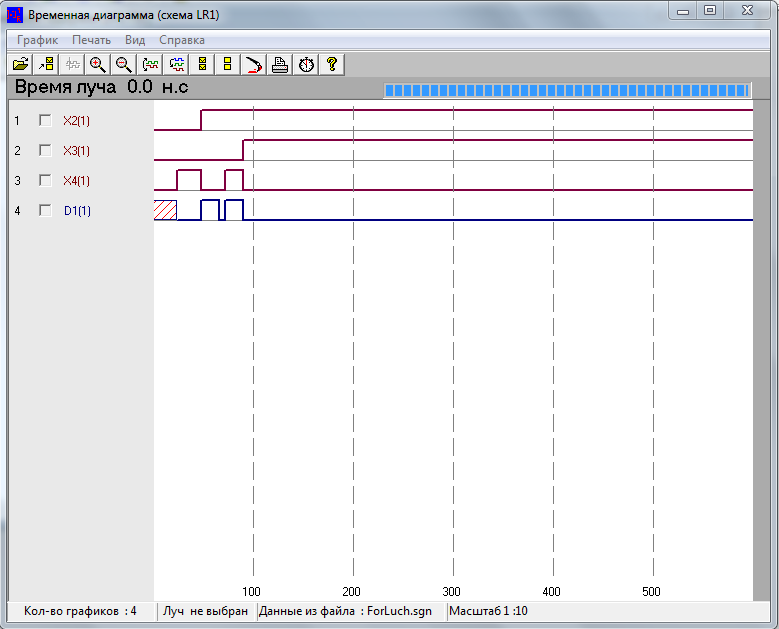 Временная диаграмма (схема LR1)
График Печать Вид Справка
Время луча 0.0 н.с
1 X2(1)
2 X3(1)
3 X4(1)
4 D1(1)
100 200 300 400 500
Кол-во графиков : 4 Луч не выбран Данные из файла : ForLuch.sgn Масштаб 1 :10